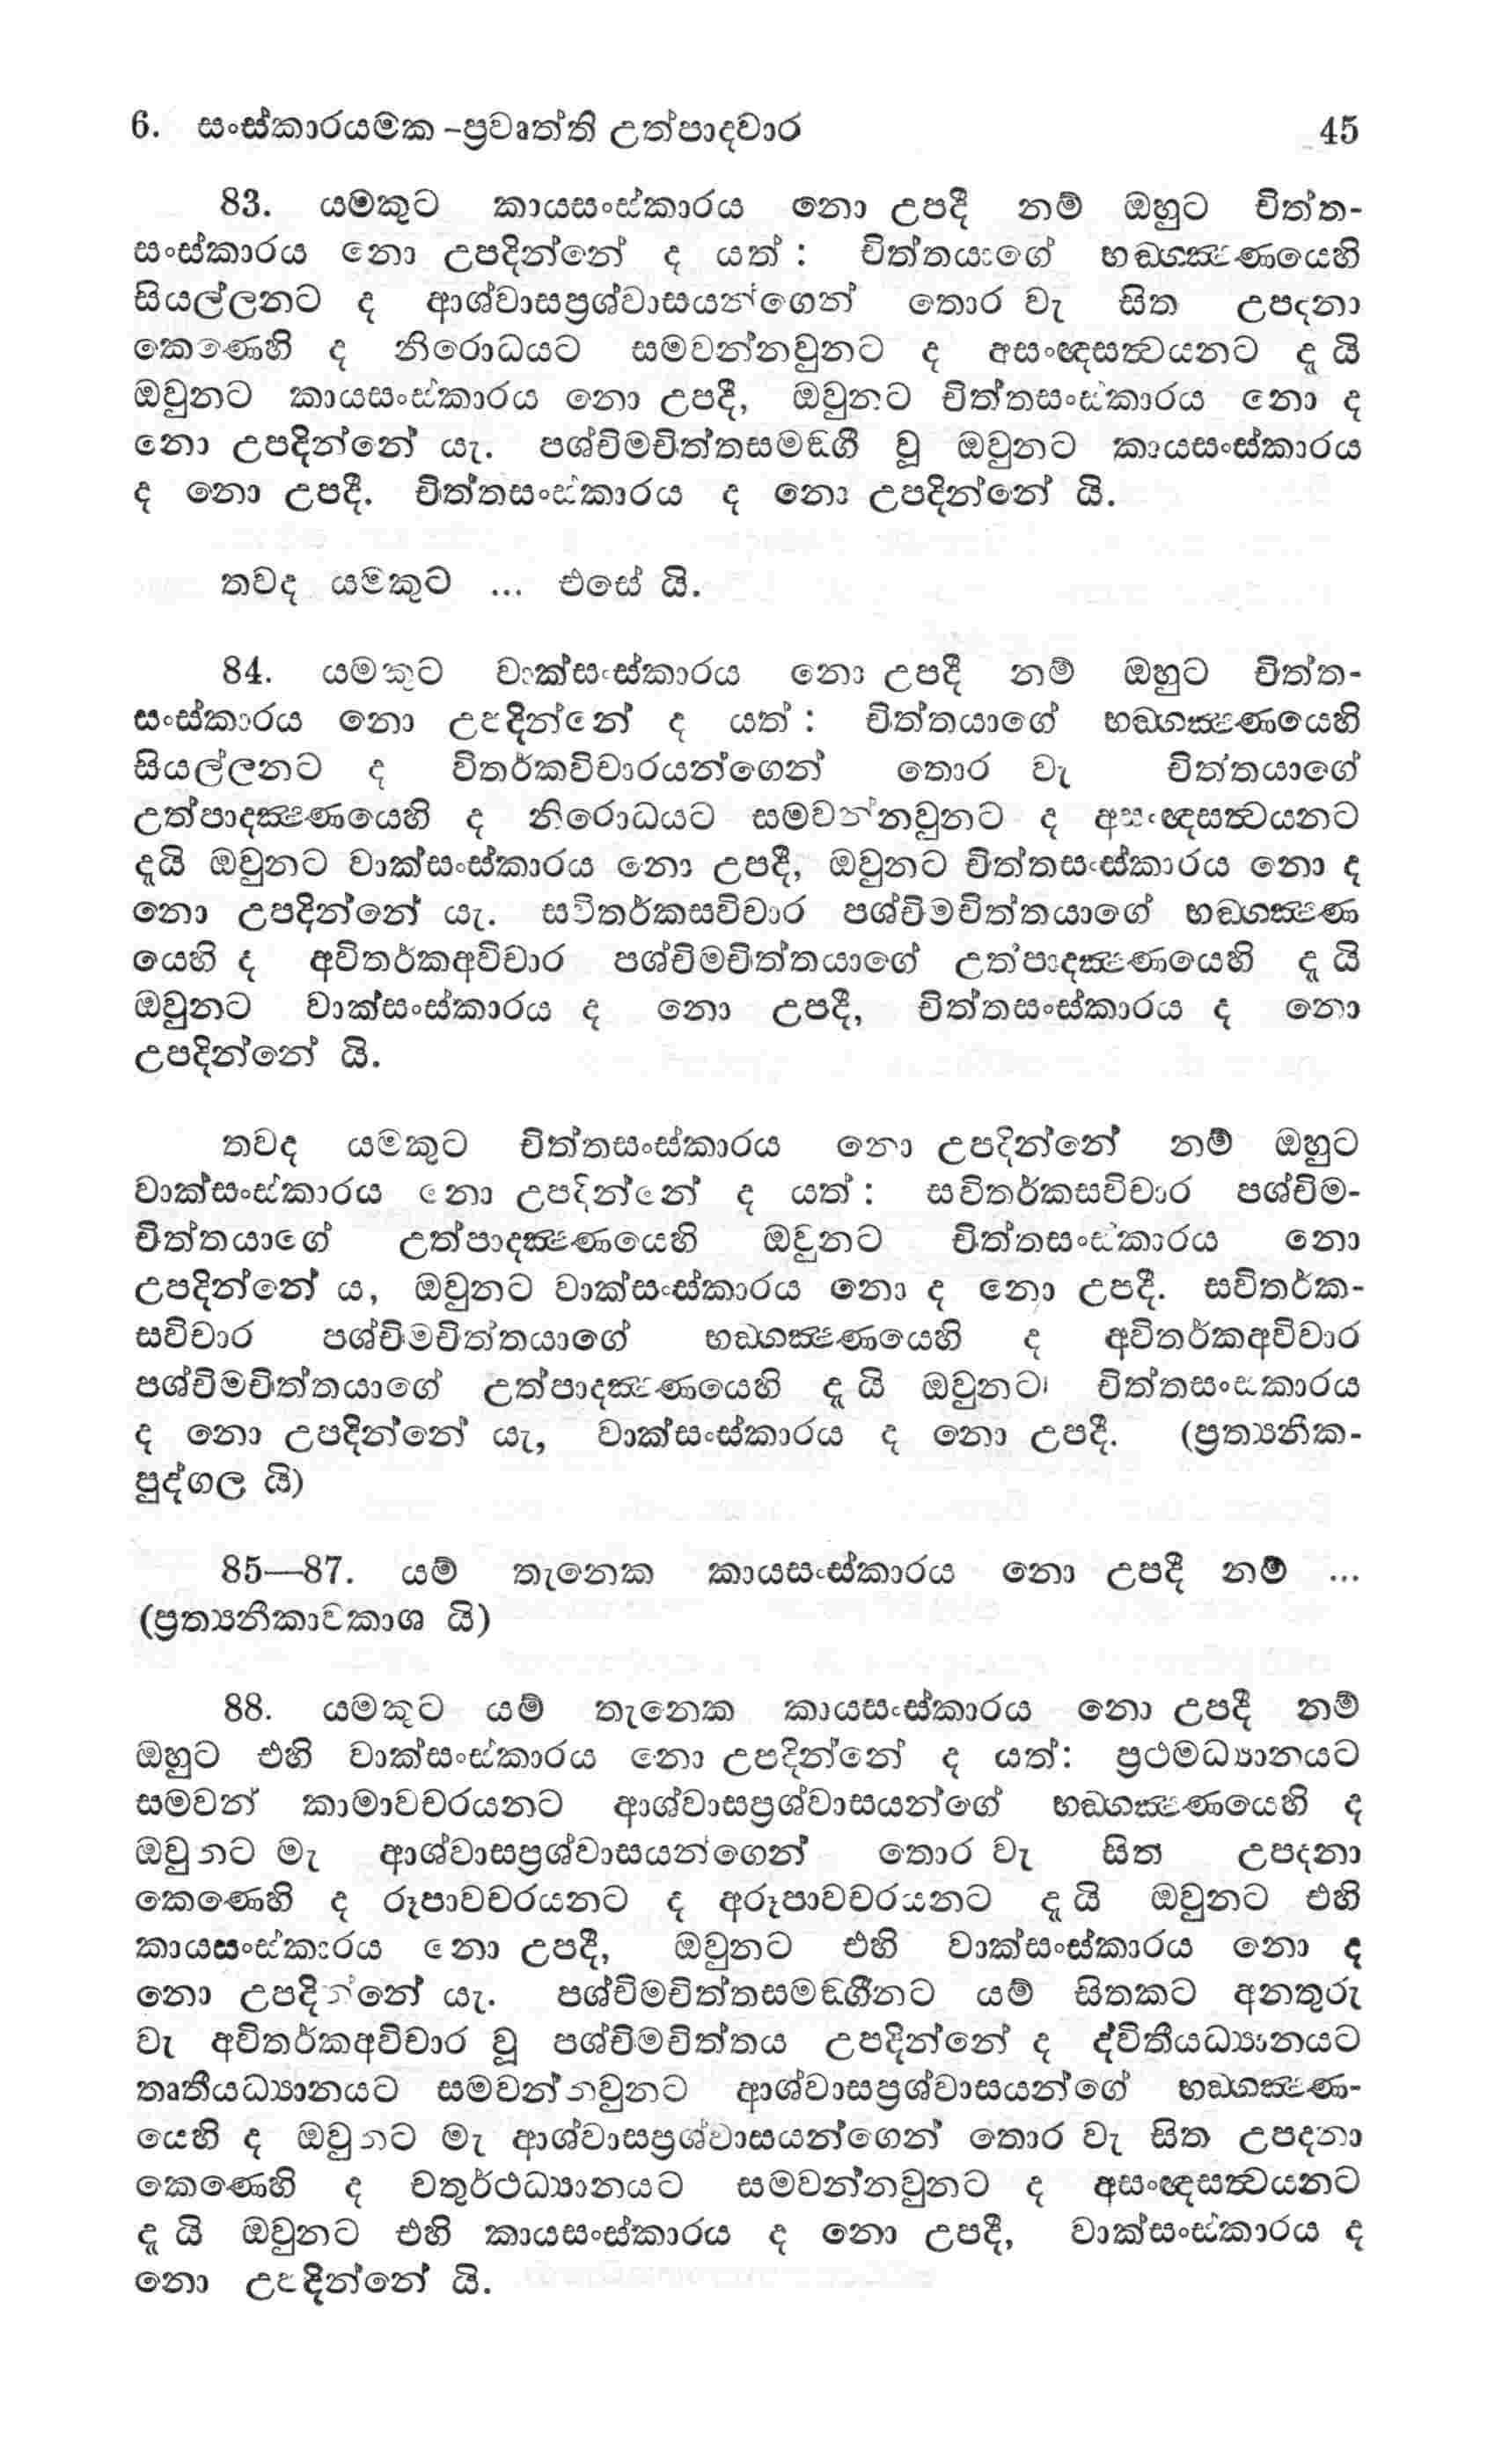 6. සංස්කාරයමක -ප්‍රවෘත්ති උත්පාදවාර 45
83. යමකුට කායසංස්කාරය නො උපදී නම් ඔහුට චිත්ත-
සංස්කාරය නො උපදින්නේ ද යත් : චිත්තයාගේ භඞ්ගක්‍ෂණයෙහි
සියල්ලනට ද ආශ්වාසප්‍රශ්වාසයන්ගෙන් තොර වැ සිත උපදනා
කෙණෙහි ද නිරොධයට සමවන්නවුනට ද අසංඥසත්‍වයනට දැ යි
ඔවුනට කායසංස්කාරය නො උපදී, ඔවුනට චිත්තසංස්කාරය නො ද
නො උපදින්නේ යැ. පශ්චිමචිත්තසමඞ්ගී වූ ඔවුනට කායසංස්කාරය
ද නො උපදී. චිත්තසංස්කාරය ද නො උපදින්නේ යි.
තවද යමකුට ... එසේ යි.
84. යමකුට වාක්සංස්කාරය නො උපදී නම් ඔහුට චිත්ත-
සංස්කාරය නො උපදින්නේ ද යත් : චිත්තයාගේ භඞ්ගක්‍ෂණයෙහි
සියල්ලනට ද විතර්කවිචාරයන්ගෙන් තොර වැ චිත්තයාගේ
උත්පාදක්‍ෂණයෙහි ද නිරොධයට සමවන්නවුනට ද අසංඥසත්‍වයනට
දැයි ඔවුනට වාක්සංස්කාරය නො උපදී, ඔවුනට චිත්තසංස්කාරය නො ද
නො උපදින්නේ යැ. සවිතර්කසවිචාර පශ්චිමචිත්තයාගේ භඞ්ගක්‍ෂණ
යෙහි ද අවිතර්කඅවිචාර පශ්චිමචිත්තයාගේ උත්පාදක්‍ෂණයෙහි දැ යි
ඔවුනට වාක්සංස්කාරය ද නො උපදී, චිත්තසංස්කාරය ද නො
උපදින්නේ යි.
තවද යමකුට චිත්තසංස්කාරය නො උපදින්නේ නම් ඔහුට
වාක්සංස්කාරය නො උපදින්නේ ද යත් : සවිතර්කසවිචාර පශ්චිම-
චිත්තයාගේ උත්පාදක්‍ෂණයෙහි ඔවුනට චිත්තසංස්කාරය නො
උපදින්නේ ය, ඔවුනට වාක්සංස්කාරය නො ද නො උපදී. සවිතර්ක-
සවිචාර පශ්චිමචිත්තයාගේ භඞ්ගක්‍ෂණයෙහි ද අවිතර්කඅවිචාර
පශ්චිමචිත්තයාගේ උත්පාදක්‍ෂණයෙහි දැ යි ඔවුනට චිත්තසංස්කාරය
ද නො උපදින්නේ යැ, වාක්සංස්කාරය ද නො උපදී. (ප්‍රත්‍යනීක-
පුද්ගල යි)
85—87. යම් තැනෙක කායසංස්කාරය නො උපදී නම් ...
(ප්‍රත්‍යනීකාවකාශ යි)
88. යමකුට යම් තැනෙක කායසංස්කාරය නො උපදී නම්
ඔහුට එහි වාක්සංස්කාරය නො උපදින්නේ ද යත්: ප්‍රථමධ්‍යානයට
සමවන් කාමාවචරයනට ආශ්වාසප්‍රශ්වාසයන්ගේ භඞ්ගක්‍ෂණයෙහි ද
ඔවුනට මැ ආශ්වාසප්‍රශ්වාසයන්ගෙන් තොර වැ සිත උපදනා
කෙණෙහි ද රූපාවචරයනට ද අරූපාවචරයනට දැ යි ඔවුනට එහි
කායසංස්කාරය නො උපදී, ඔවුනට එහි වාක්සංස්කාරය නො ද
නො උපදින්නේ යැ. පශ්චිමචිත්තසමඞ්ගීනට යම් සිතකට අනතුරු
වැ අවිතර්කඅවිචාර වූ පශ්චිමචිත්තය උපදින්නේ ද ද්විතීයධ්‍යානයට
තෘතීයධ්‍යානයට සමවන්නවුනට ආශ්වාසප්‍රශ්වාසයන්ගේ භඞ්ගක්‍ෂණ-
යෙහි ද ඔවුනට මැ ආශ්වාසප්‍රශ්වාසයන්ගෙන් තොර වැ සිත උපදනා
කෙණෙහි ද චතුර්ථධ්‍යානයට සමවන්නවුනට ද අසංඥසත්‍වයනට
දැ යි ඔවුනට එහි කායසංස්කාරය ද නො උපදී, වාක්සංස්කාරය ද
නො උපදින්නේ යි.